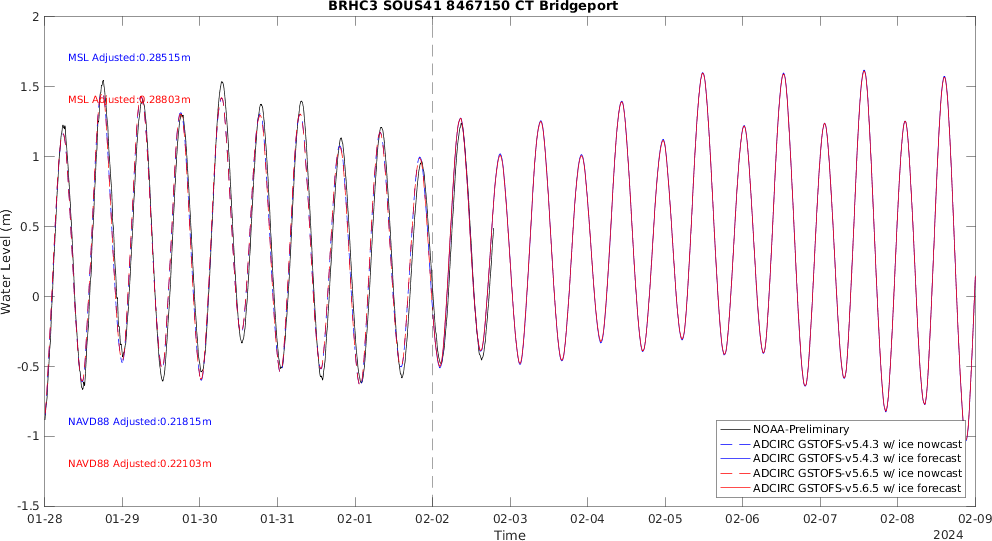 BRHC3 SOUS41 8467150 CT Bridgeport
2
1.5
1
0.5
0
-0.5
-1
-1.5
Water Level (m)
MSL Adjusted:0.28515m
MSL Adjusted:0.28803m
NAVD88 Adjusted:0.21815m
NAVD88 Adjusted:0.22103m
NOAA-Preliminary
ADCIRC GSTOFS-v5.4.3 w/ ice nowcast
ADCIRC GSTOFS-v5.4.3 w/ ice forecast
ADCIRC GSTOFS-v5.6.5 w/ ice nowcast
ADCIRC GSTOFS-v5.6.5 w/ ice forecast
01-28 01-29 01-30 01-31 02-01 02-02 02-03 02-04 02-05 02-06 02-07 02-08 02-09
Time
2024